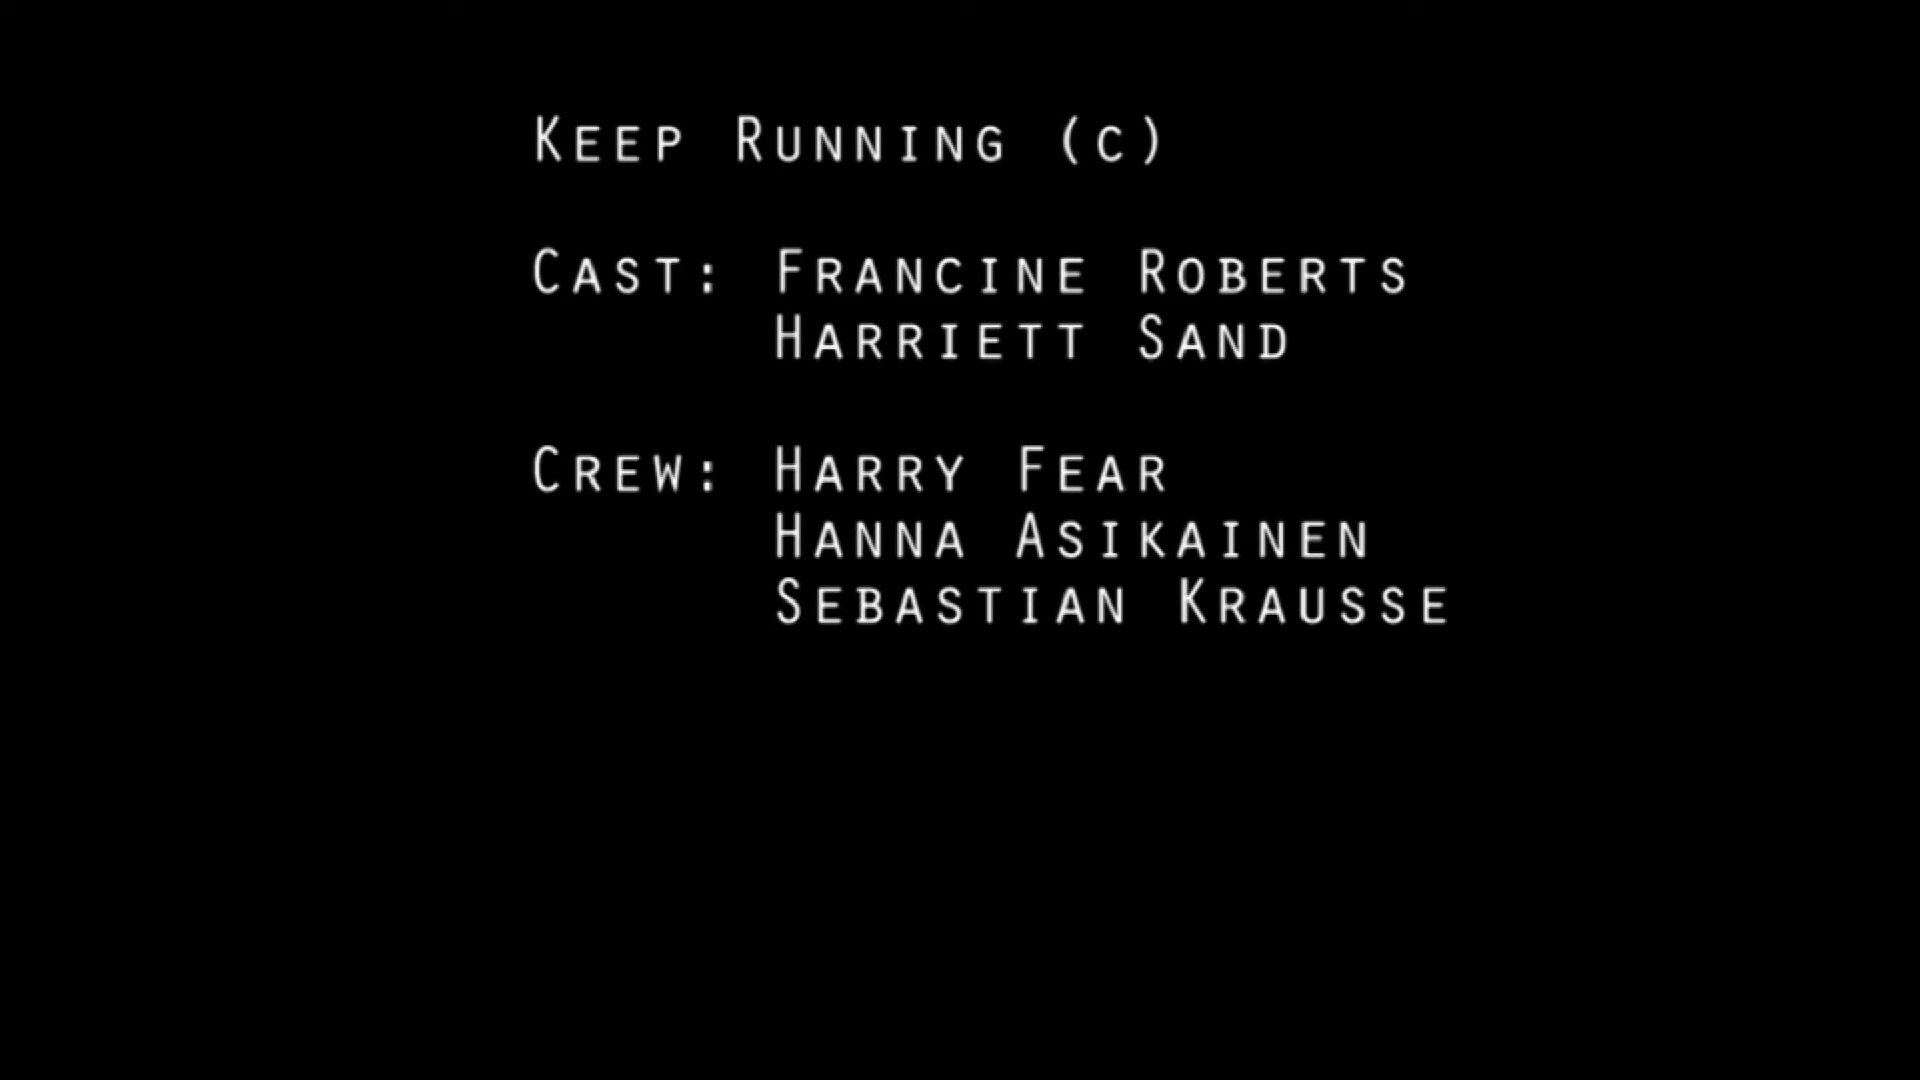 Keep Running (c)
Cast: Francine Roberts
Harriett Sand
Crew: Harry Fear
Hanna Asikainen
Sebastian Krausse